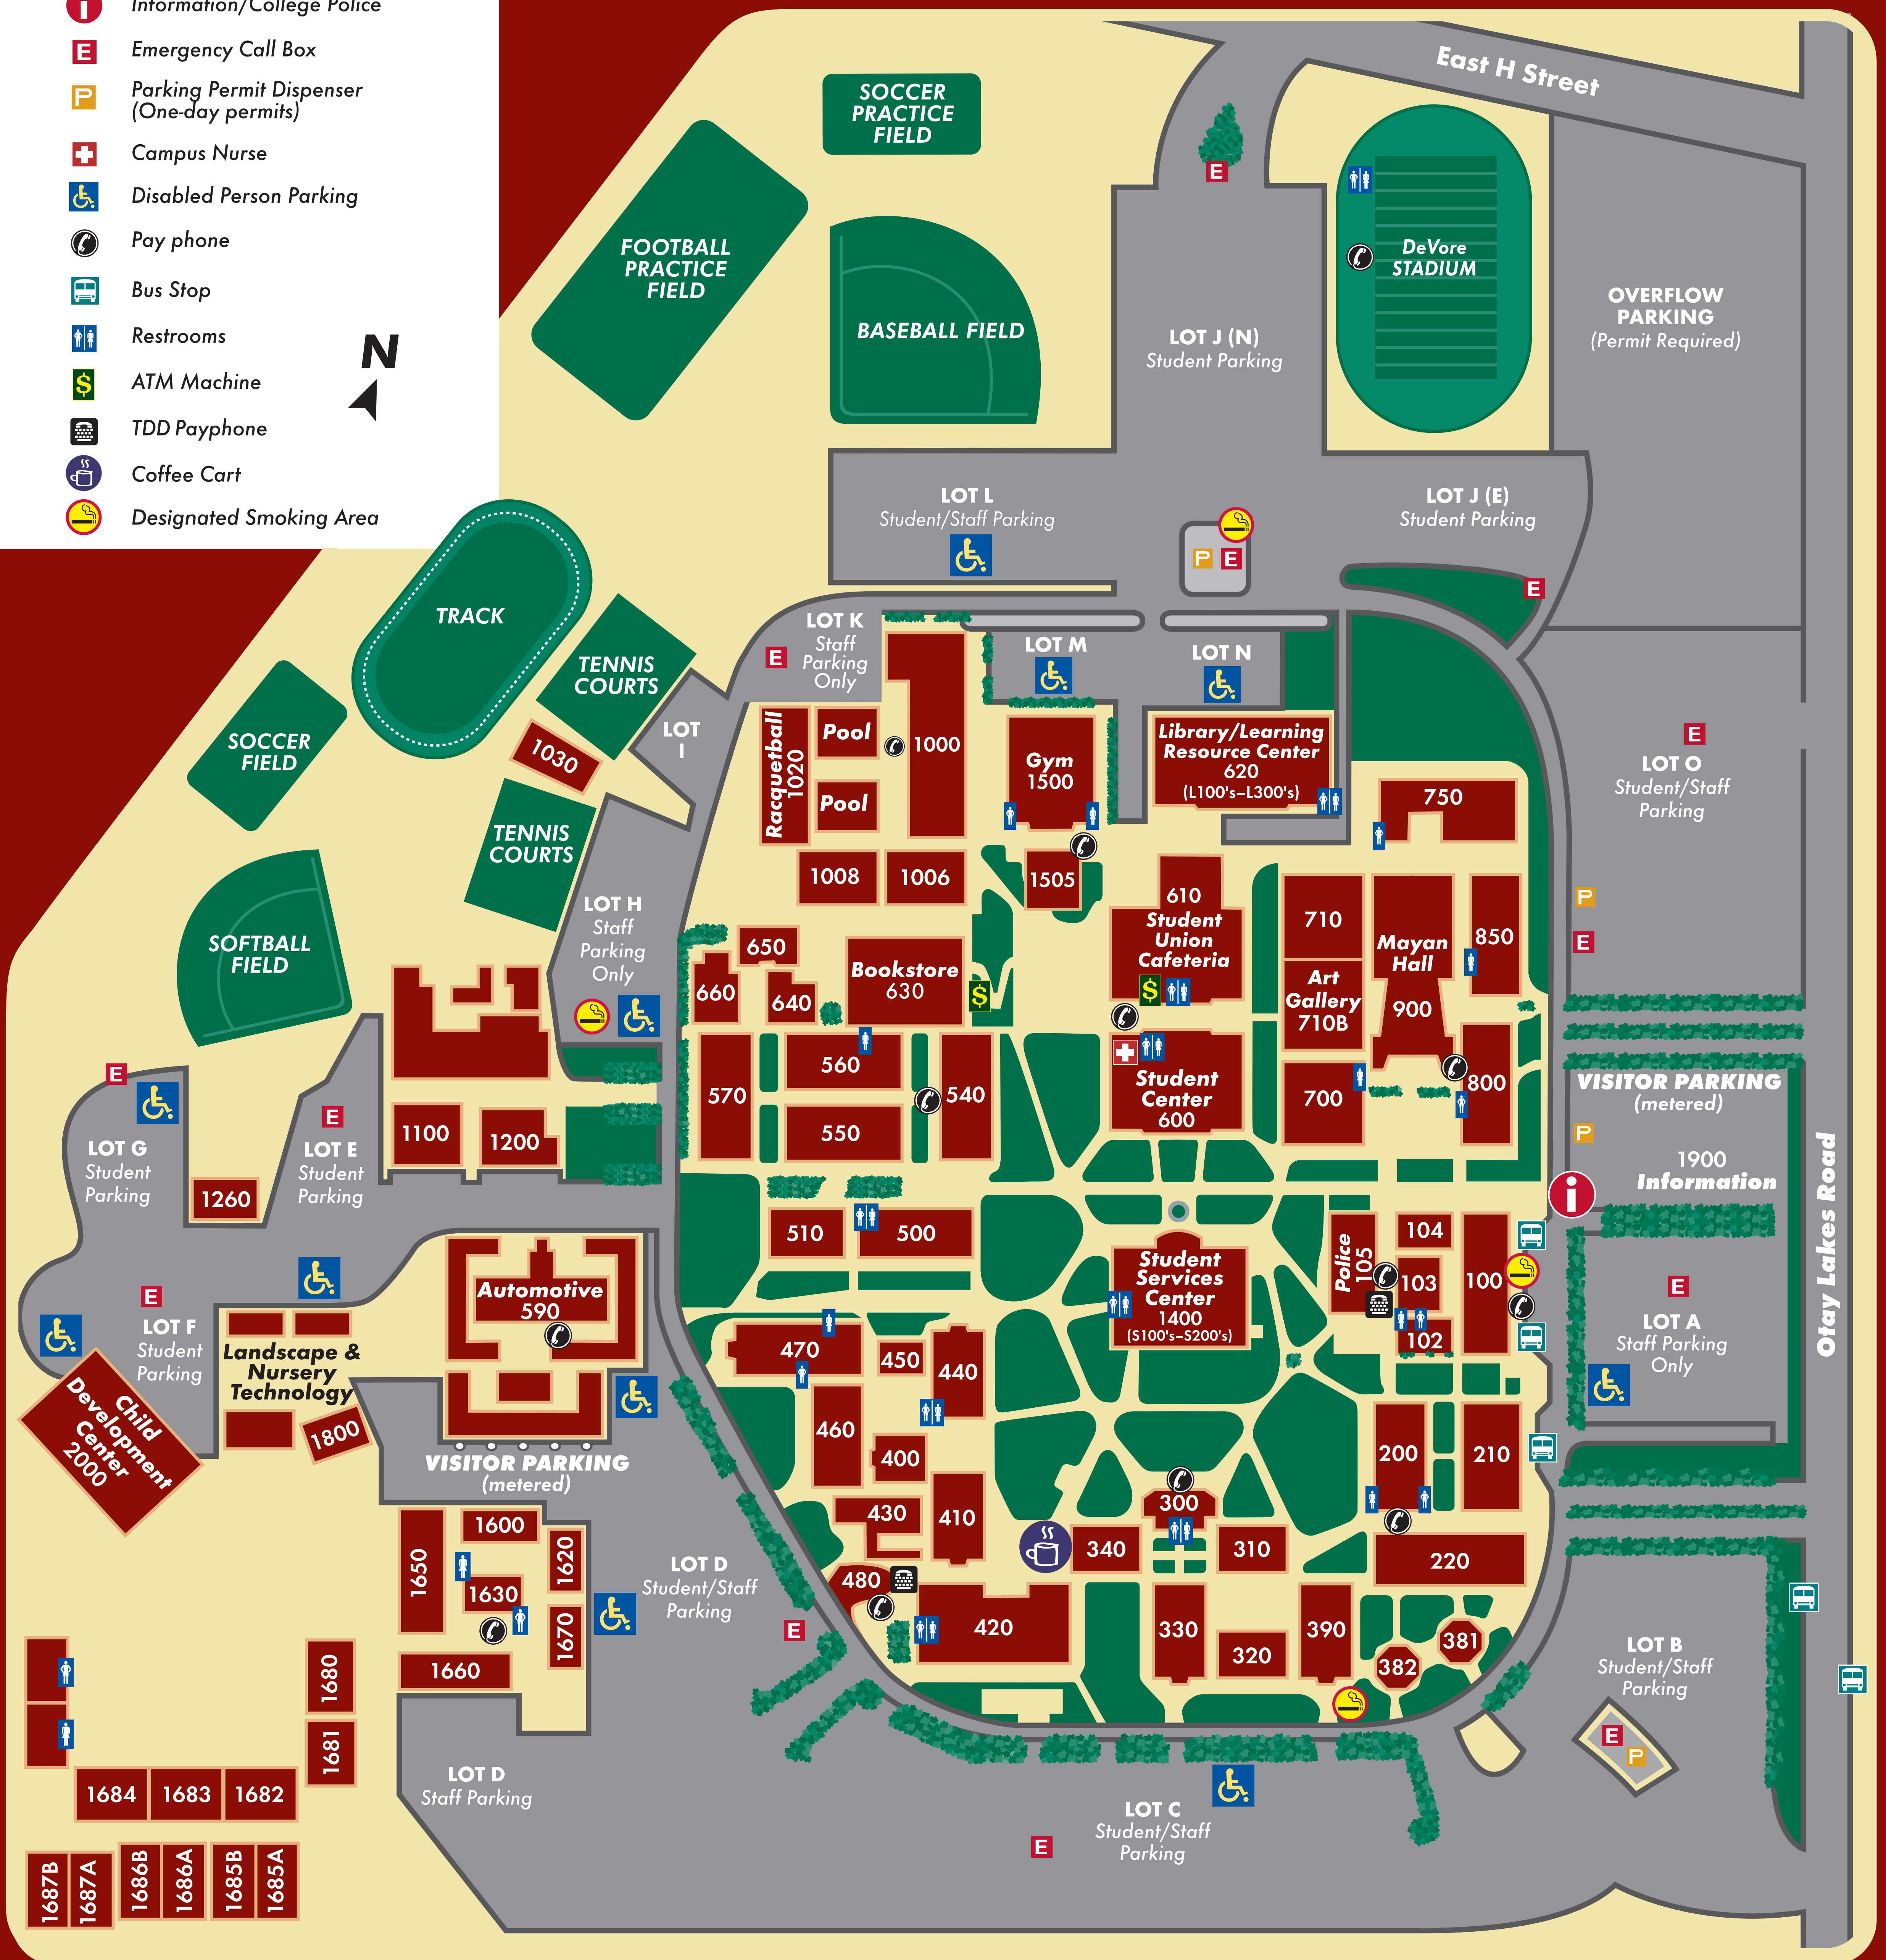 Information/College Police
E
Emergency Call Box
P
Parking Permit Dispenser
(One-day permits)
Campus Nurse
Disabled Person Parking
Pay phone
Bus Stop
Restrooms
$
ATM Machine
TDD Payphone
Coffee Cart
Designated Smoking Area
N
East H Street
SOCCER
PRACTICE
FIELD
FOOTBALL
PRACTICE
FIELD
BASEBALL FIELD
E
DeVore
STADIUM
OVERFLOW
PARKING
(Permit Required)
LOT J (N)
Student Parking
LOT L
Student/Staff Parking
LOT J (E)
Student Parking
P
E
E
TRACK
TENNIS
COURTS
LOT K
Staff
Parking
Only
E
LOT M
LOT N
SOCCER
FIELD
1030
LOT
I
Racquetball
1020
Pool
Pool
1000
Gym
1500
Library/Learning
Resource Center
620
(L100's–L300's)
750
E
LOT O
Student/Staff
Parking
TENNIS
COURTS
1008
1006
1505
610
Student
Union
Cafeteria
$
710
Art
Gallery
710B
Mayan
Hall
900
850
P
E
SOFTBALL
FIELD
LOT H
Staff
Parking
Only
650
660
640
Bookstore
630
$
570
560
550
540
Student
Center
600
700
800
VISITOR PARKING
(metered)
P
1900
Information
i
Otay Lakes Road
E
LOT G
Student
Parking
E
LOT E
Student
Parking
1100
1200
1260
510
500
Student
Services
Center
1400
(S100's–S200's)
Police
105
104
103
102
100
E
LOT A
Staff Parking
Only
E
LOT F
Student
Parking
Automotive
590
Landscape &
Nursery
Technology
1800
Child
Development
Center
2000
VISITOR PARKING
(metered)
470
450
440
460
400
430
410
480
420
340
300
310
330
320
390
200
210
220
381
382
1650
1600
1620
1630
1670
1660
LOT D
Student/Staff
Parking
E
LOT B
Student/Staff
Parking
E
P
1680
1681
1684
1683
1682
1687B
1687A
1686B
1686A
1685B
1685A
LOT D
Staff Parking
LOT C
Student/Staff
Parking
E